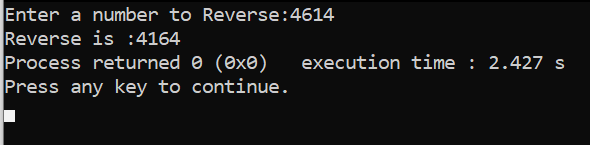 Enter a number to Reverse:4614
Reverse is :4164
Process returned 0 (0x0)   execution time : 2.427 s
Press any key to continue.